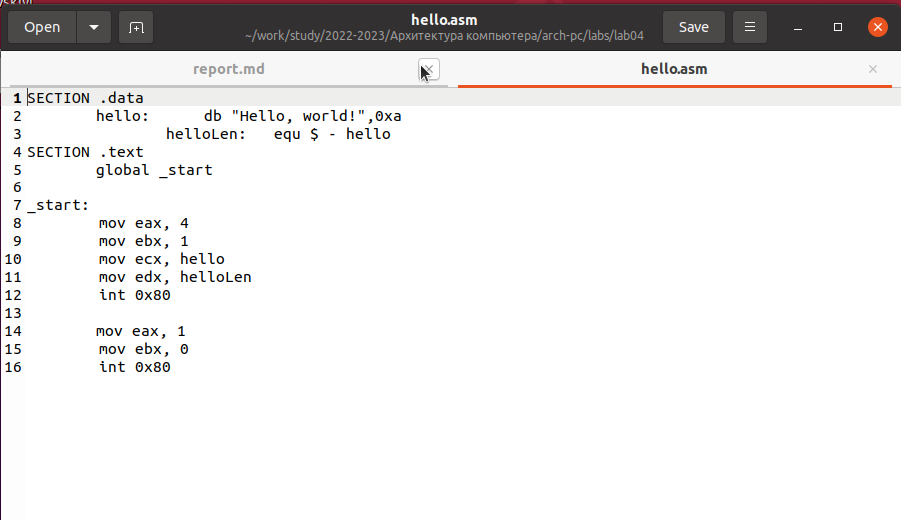 Open
hello.asm
~/work/study/2022-2023/Архитектура компьютера/arch-pc/labs/lab04
Save
report.md
hello.asm
1 SECTION .data
2 hello: db "Hello, world!",0xa
3 helloLen: equ $ - hello
4 SECTION .text
5 global _start
6
7 _start:
8 mov eax, 4
9 mov ebx, 1
10 mov ecx, hello
11 mov edx, helloLen
12 int 0x80
13
14 mov eax, 1
15 mov ebx, 0
16 int 0x80